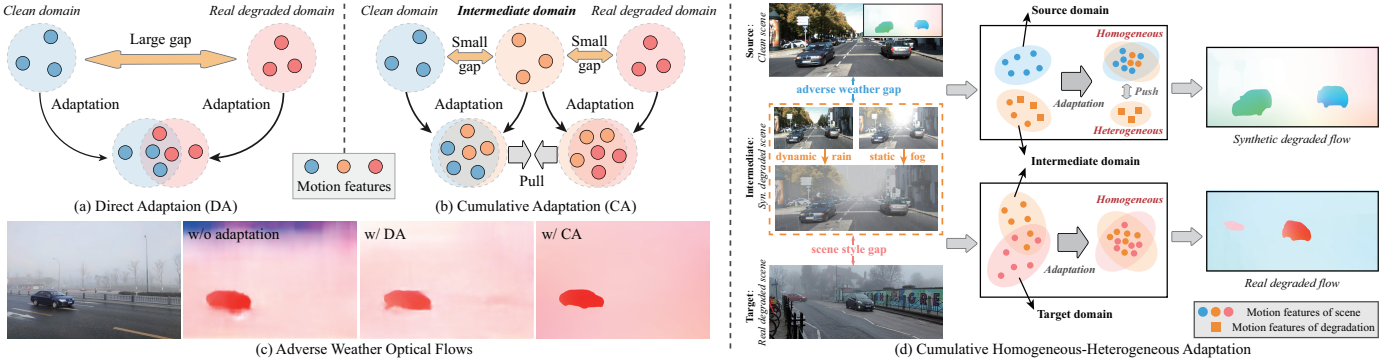 Clean domain
Real degraded domain
Large gap
Adaptation
Adaptation
(a) Direct Adaptaion (DA)
Clean domain
Intermediate domain
Real degraded domain
Small
gap
Small
gap
Adaptation
Adaptation
Pull
Motion features
(b) Cumulative Adaptation (CA)
w/o adaptation
w/ DA
w/ CA
(c) Adverse Weather Optical Flows
Source:
Clean scene
adverse weather gap
Intermediate:
Syn. degraded scene
dynamic
rain
static
fog
scene style gap
Target:
Real degraded scene
Source domain
Homogeneous
Adaptation
Push
Heterogeneous
Synthetic degraded flow
Intermediate domain
Homogeneous
Adaptation
Real degraded flow
Target domain
Motion features of scene
Motion features of degradation
(d) Cumulative Homogeneous-Heterogeneous Adaptation